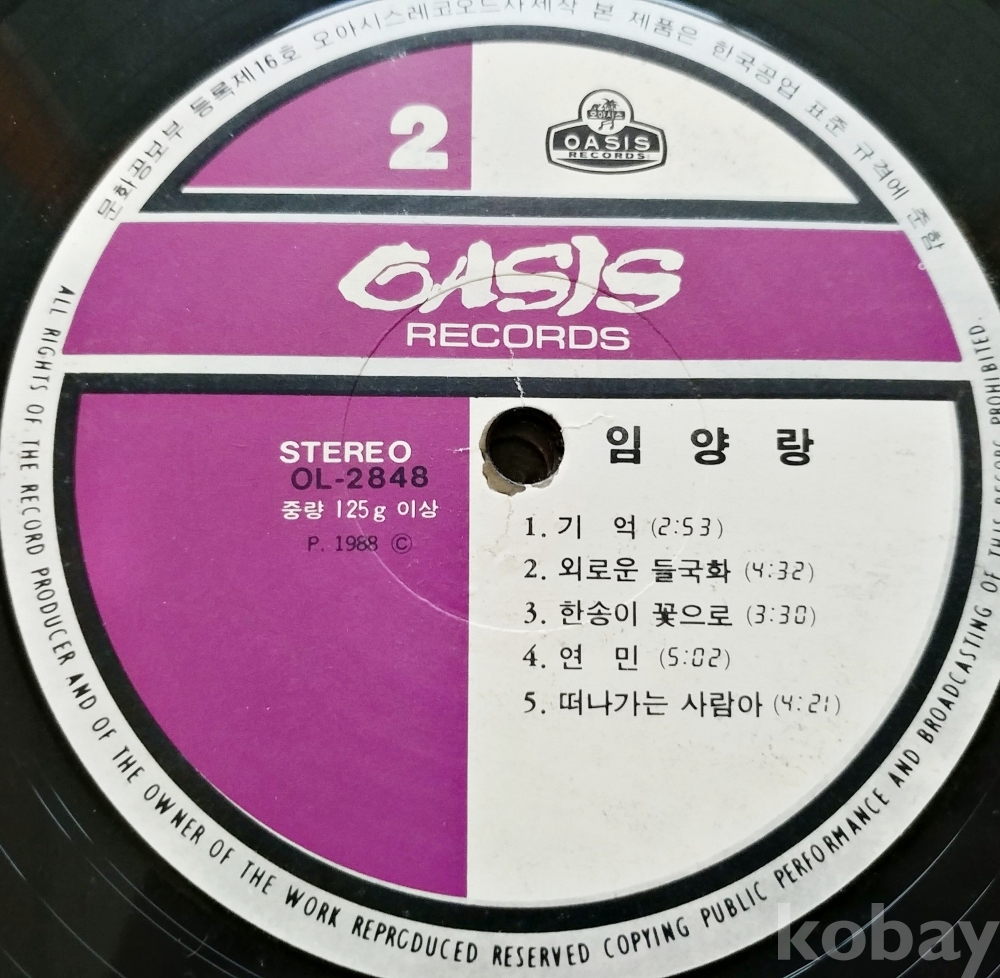 문화공보부 등록제16호 오아시스레코오드사제작 본 제품은 한국공업 표준 규격에 준함
2
오아시스
OASIS
RECORDS
OASIS
RECORDS
STEREO
OL-2848
중량 125g 이상
P. 1988 ©
임 양 랑
1. 기 억 (2:53)
2. 외로운 들국화 (4:32)
3. 한송이 꽃으로 (3:30)
4. 연 민 (5:02)
5. 떠나가는 사람아 (4:21)
ALL RIGHTS OF THE RECORD PRODUCER AND OF THE OWNER OF THE WORK REPRCDUCED RESERVED COPYING PUBLIC PERFORMANCE AND BROADCASTING OF THIS RECORS PROHIBITED.
kobay